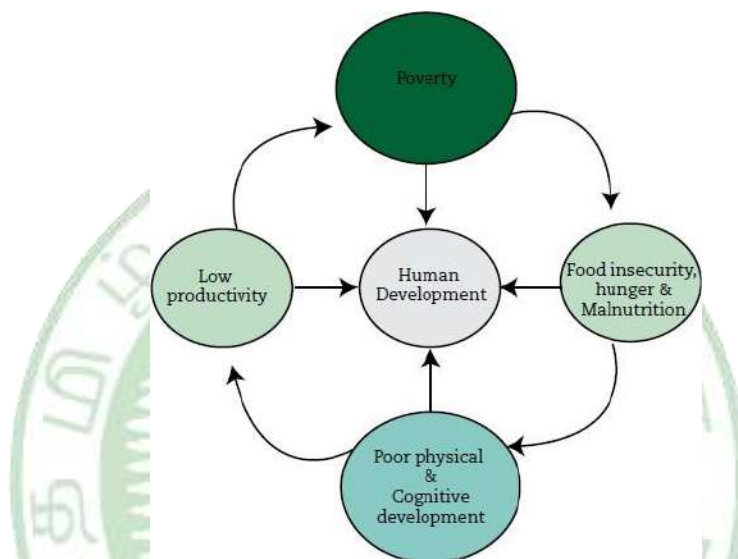 Poverty
Low
productivity
Human
Development
Food insecurity,
hunger &
Malnutrition
Poor physical
&
Cognitive
development